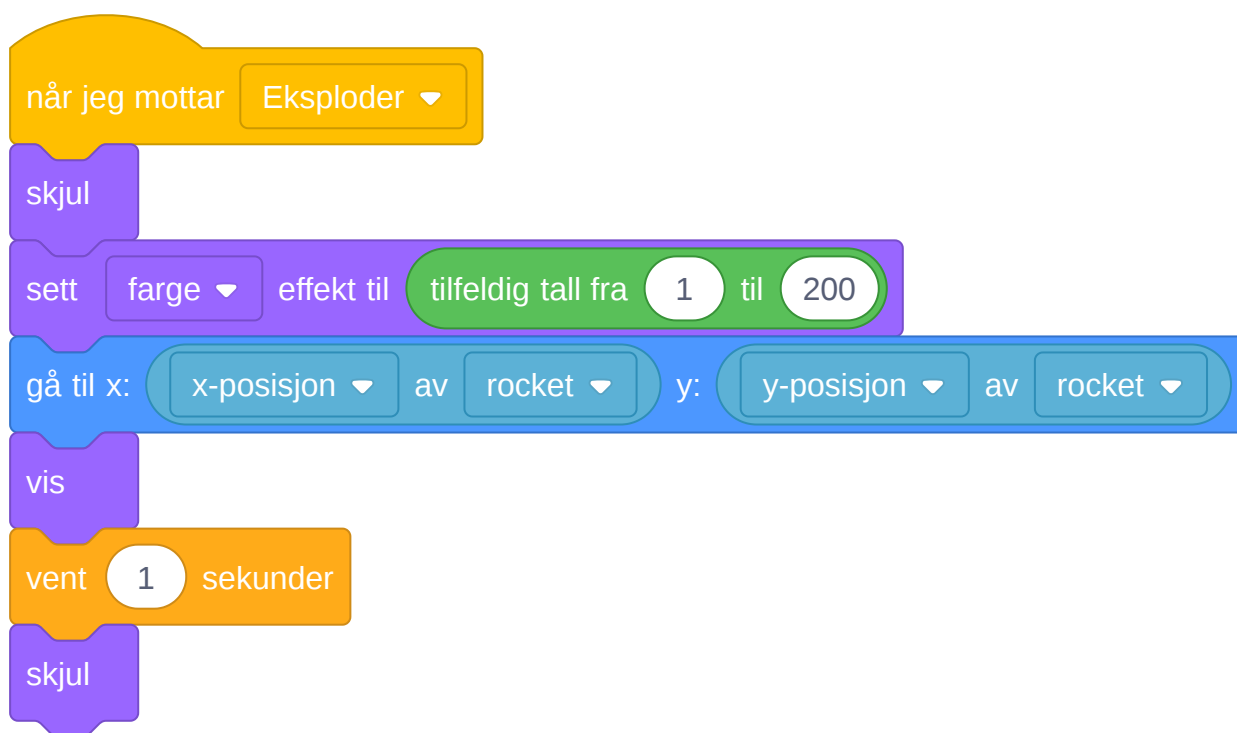 når jeg mottar Eksploder
skjul
sett farge effekt til tilfeldig tall fra 1 til 200
gå til x: x-posisjon av rocket y: y-posisjon av rocket
vis
vent 1 sekunder
skjul